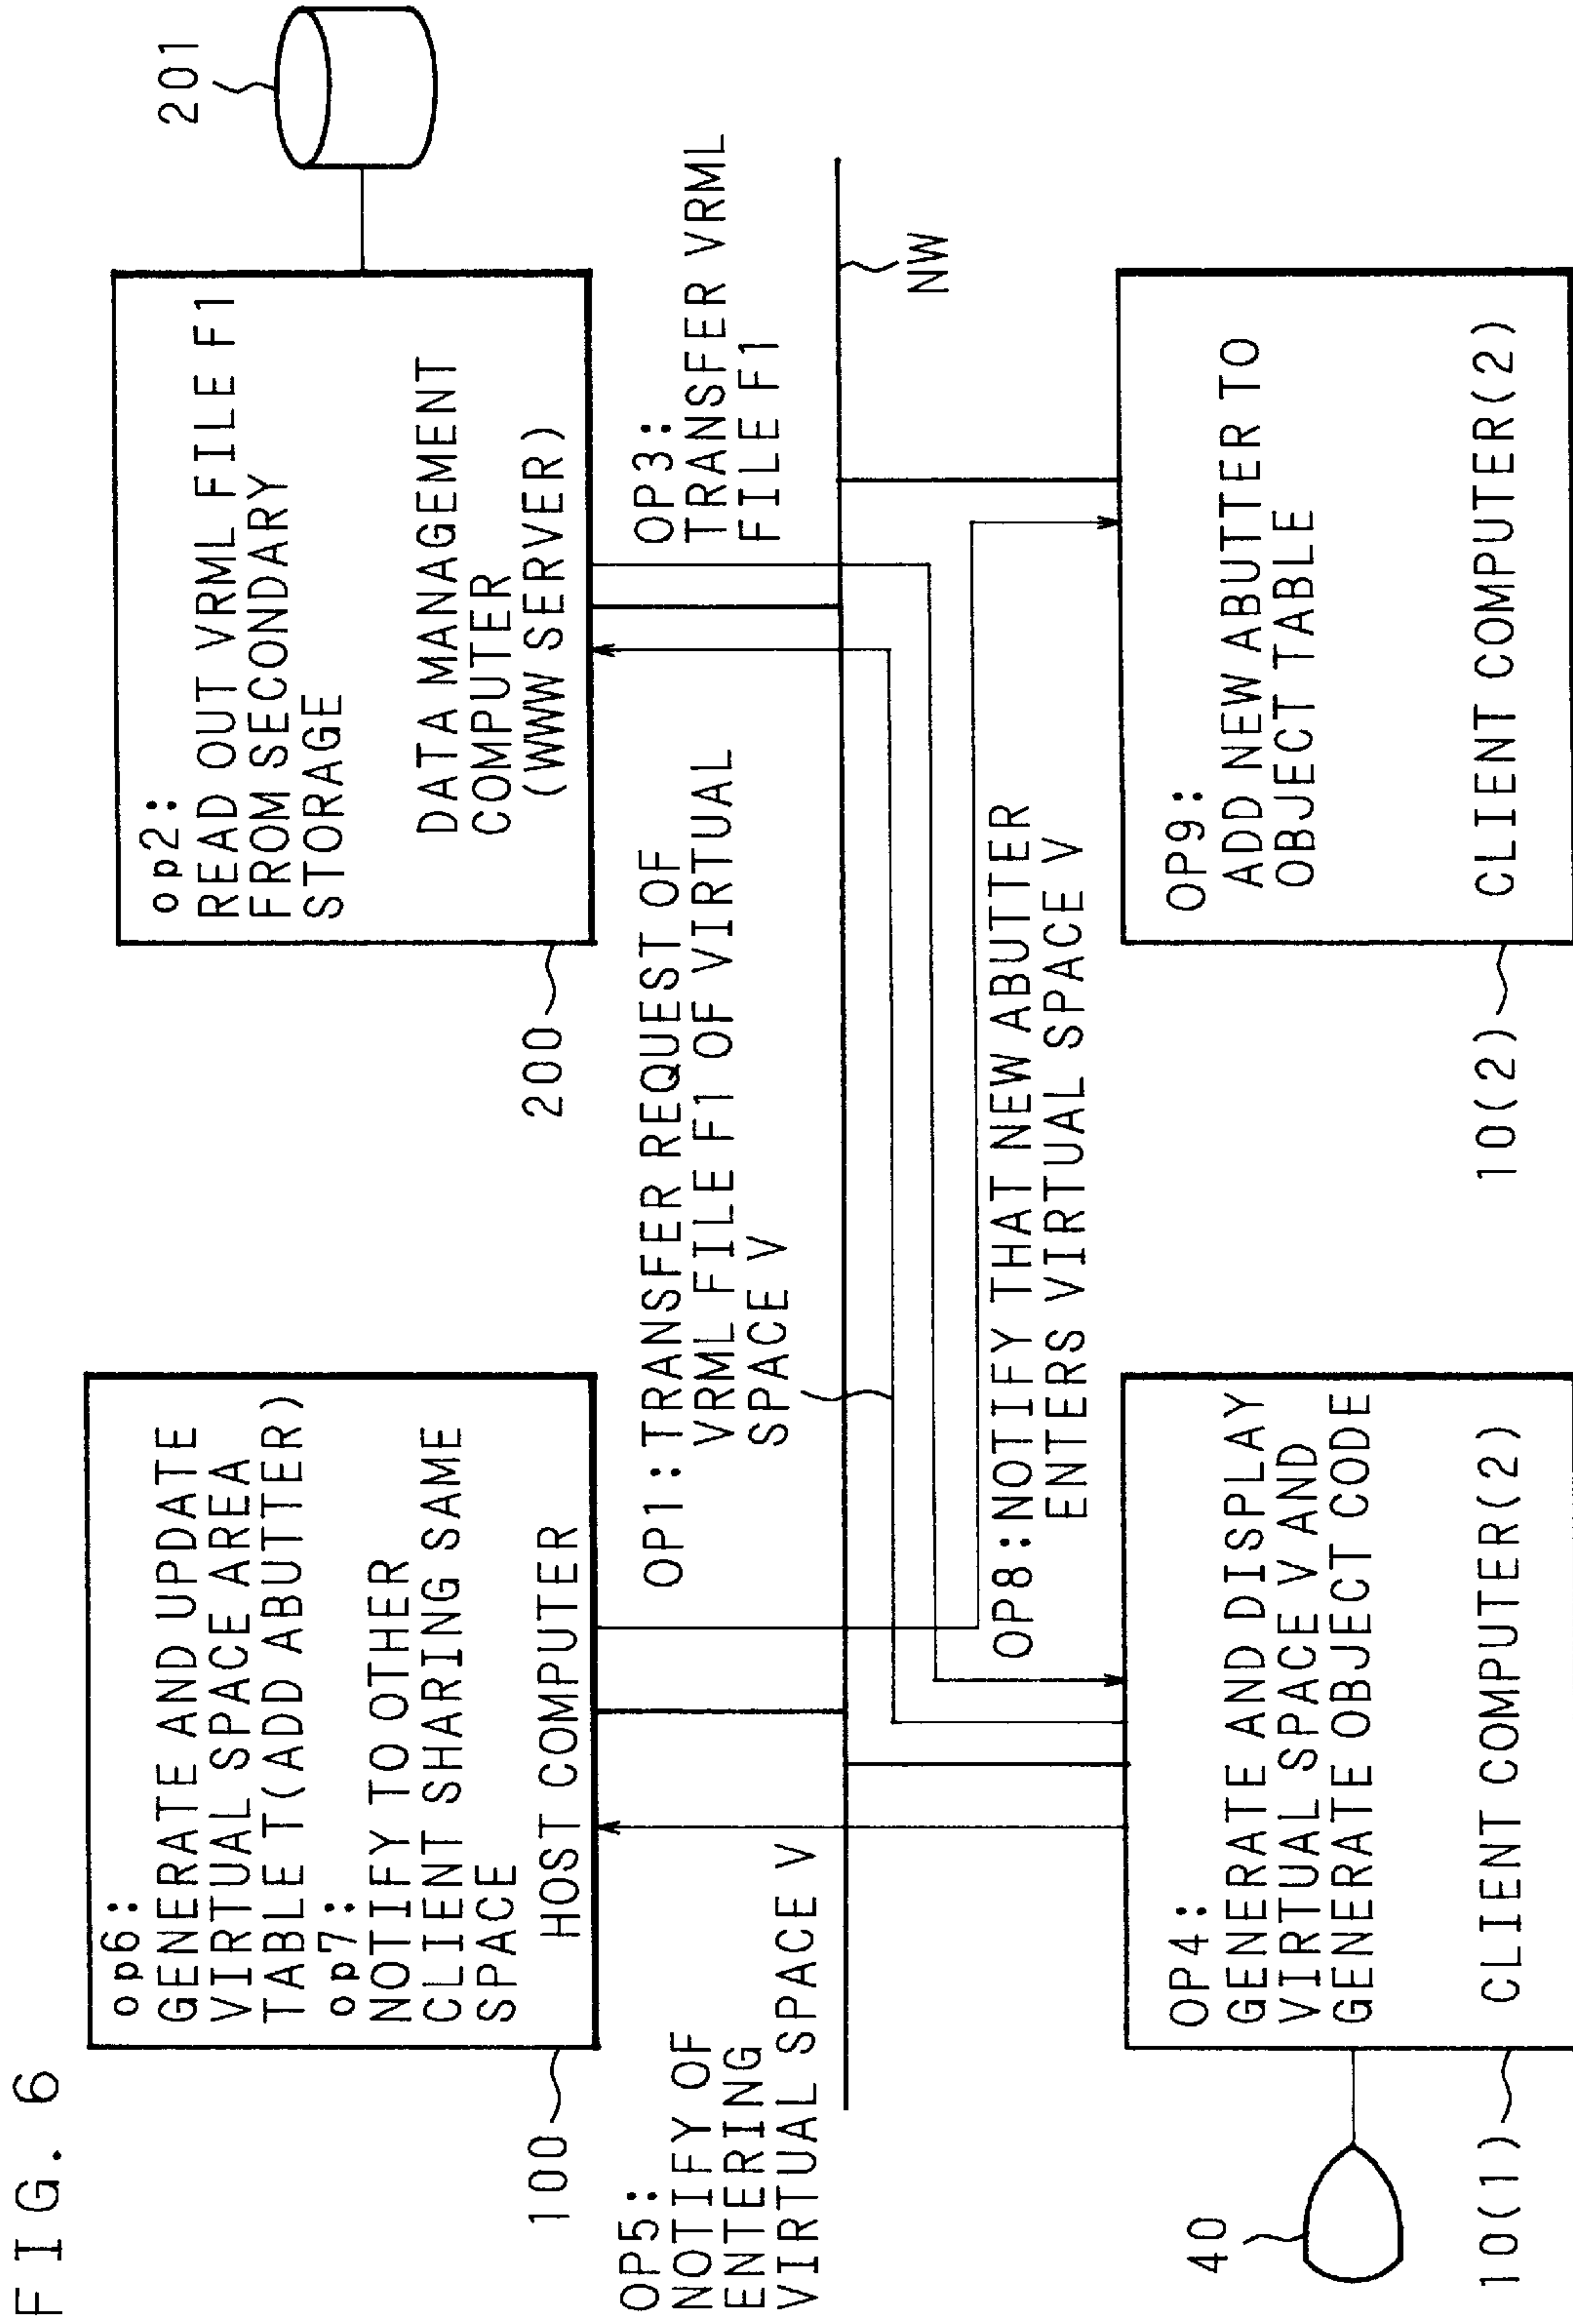 FIG. 6
op6:
GENERATE AND UPDATE
VIRTUAL SPACE AREA
TABLE T(ADD ABUTTER)
op7:
NOTIFY TO OTHER
CLIENT SHARING SAME
SPACE
HOST COMPUTER
100
op2:
READ OUT VRML FILE F1
FROM SECONDARY
STORAGE
DATA MANAGEMENT
COMPUTER
(WWW SERVER)
200
201
OP5:
NOTIFY OF
ENTERING
VIRTUAL SPACE V
OP1:TRANSFER REQUEST OF
VRML FILE F1 OF VIRTUAL
SPACE V
OP3:
TRANSFER VRML
FILE F1
NW
OP8:NOTIFY THAT NEW ABUTTER
ENTERS VIRTUAL SPACE V
OP4:
GENERATE AND DISPLAY
VIRTUAL SPACE V AND
GENERATE OBJECT CODE
CLIENT COMPUTER(2)
40
10(1)
OP9:
ADD NEW ABUTTER TO
OBJECT TABLE
CLIENT COMPUTER(2)
10(2)